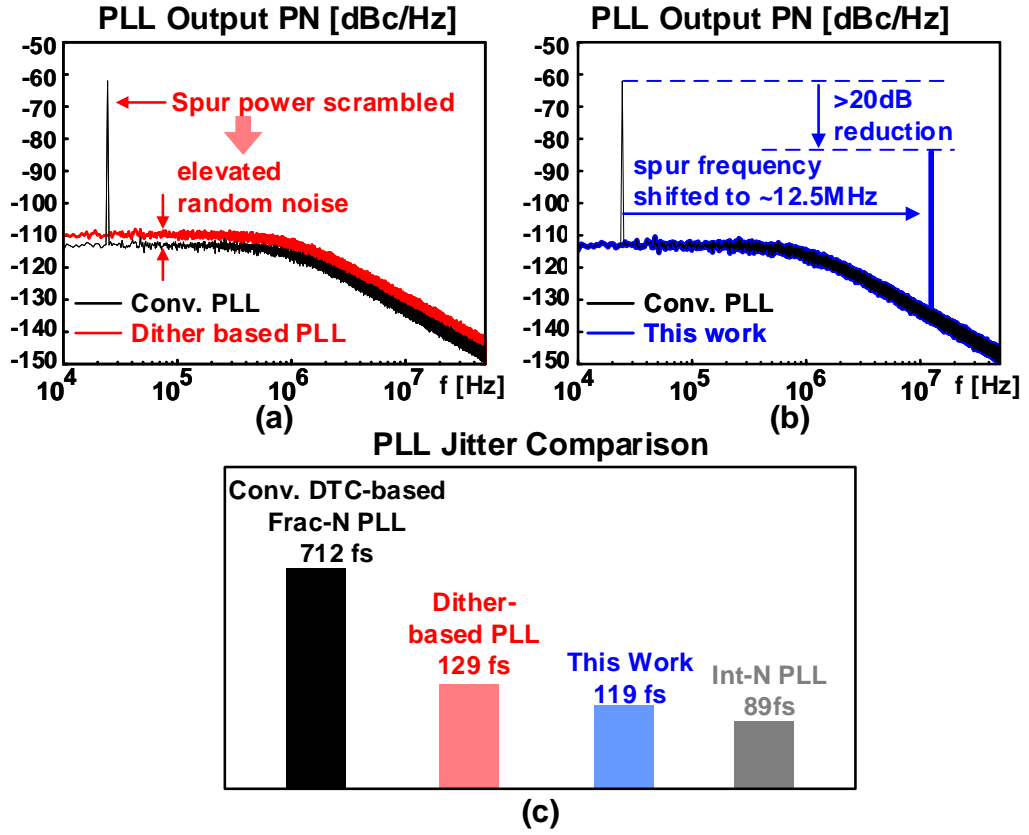 PLL Output PN [dBc/Hz]
-50
-60
-70
-80
-90
-100
-110
-120
-130
-140
-150
Spur power scrambled
elevated
random noise
Conv. PLL
Dither based PLL
10^4
10^5
10^6
10^7
f [Hz]
(a)
PLL Output PN [dBc/Hz]
-50
-60
-70
-80
-90
-100
-110
-120
-130
-140
-150
>20dB
reduction
spur frequency
shifted to ~12.5MHz
Conv. PLL
This work
10^4
10^5
10^6
10^7
f [Hz]
(b)
PLL Jitter Comparison
Conv. DTC-based
Frac-N PLL
712 fs
Dither-
based PLL
129 fs
This Work
119 fs
Int-N PLL
89fs
(c)